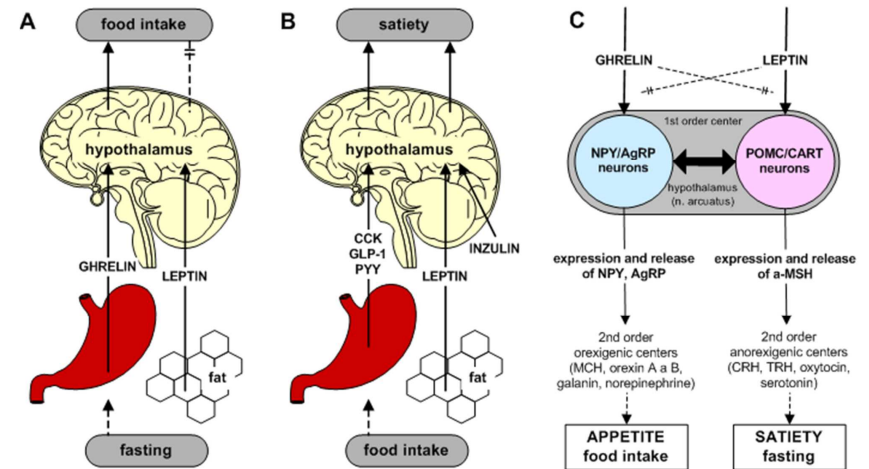 A
food intake
hypothalamus
GHRELIN
LEPTIN
fat
fasting
B
satiety
hypothalamus
CCK
GLP-1
PYY
LEPTIN
INZULIN
fat
food intake
C
GHRELIN
LEPTIN
1st order center
NPY/AgRP
neurons
POMC/CART
neurons
hypothalamus
(n. arcuatus)
expression and release
of NPY, AgRP
expression and release
of a-MSH
2nd order
orexigenic centers
(MCH, orexin A a B,
galanin, norepinephrine)
2nd order
anorexigenic centers
(CRH, TRH, oxytocin,
serotonin)
APPETITE
food intake
SATIETY
fasting